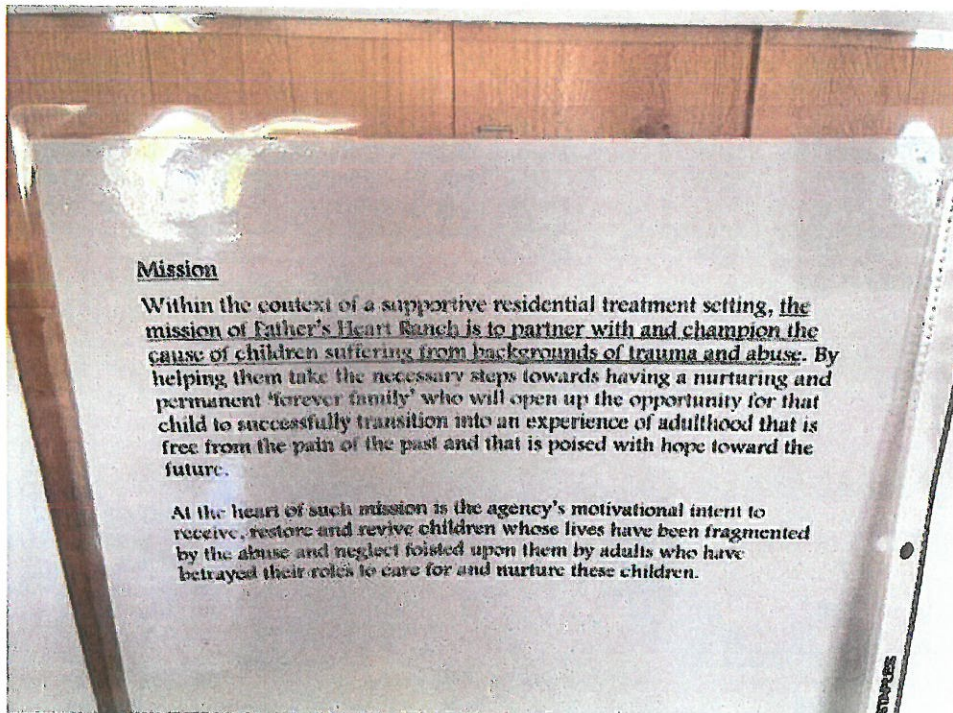 Mission
Within the context of a supportive residential treatment setting, the
mission of Father's Heart Ranch is to partner with and champion the
cause of children suffering from backgrounds of trauma and abuse. By
helping them take the necessary steps towards having a nurturing and
permanent 'forever family' who will open up the opportunity for that
child to successfully transition into an experience of adulthood that is
free from the pain of the past and that is poised with hope toward the
future.
At the heart of such mission is the agency's motivational intent to
receive, restore and revive children whose lives have been fragmented
by the abuse and neglect foisted upon them by adults who have
betrayed their roles to care for and nurture these children.
STAPLES